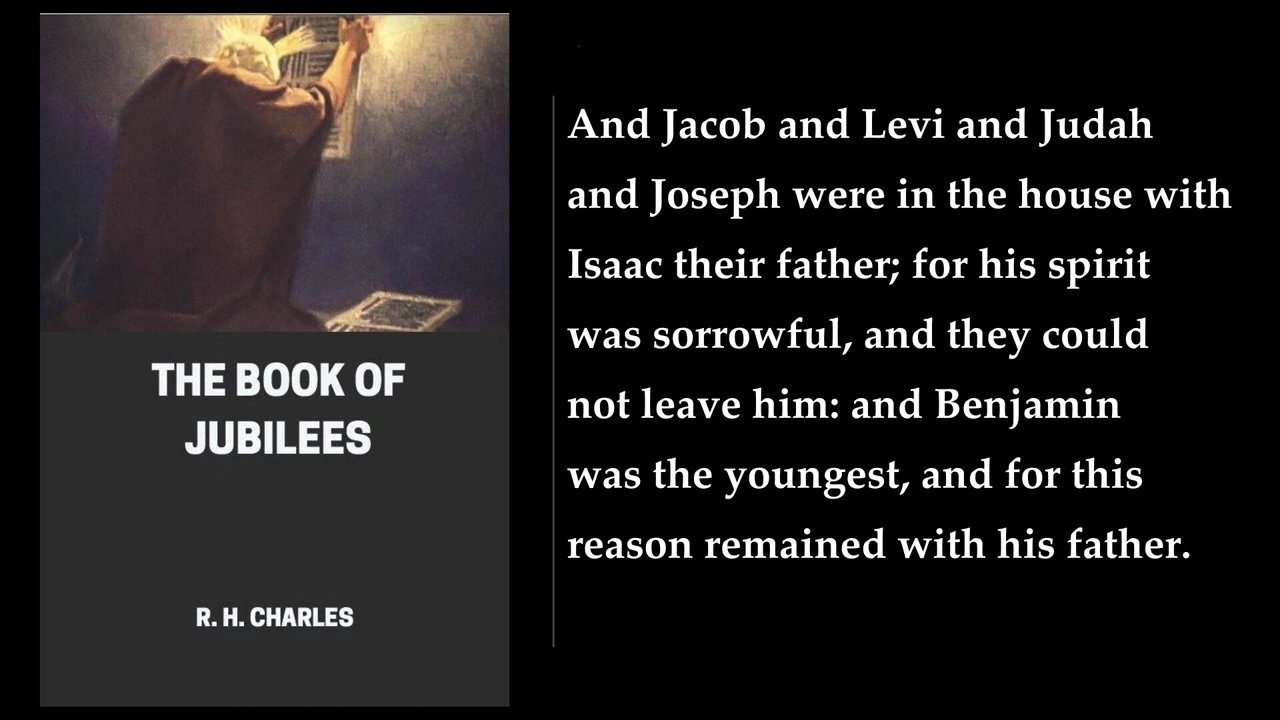 THE BOOK OF
JUBILEES
R. H. CHARLES
And Jacob and Levi and Judah
and Joseph were in the house with
Isaac their father; for his spirit
was sorrowful, and they could
not leave him: and Benjamin
was the youngest, and for this
reason remained with his father.